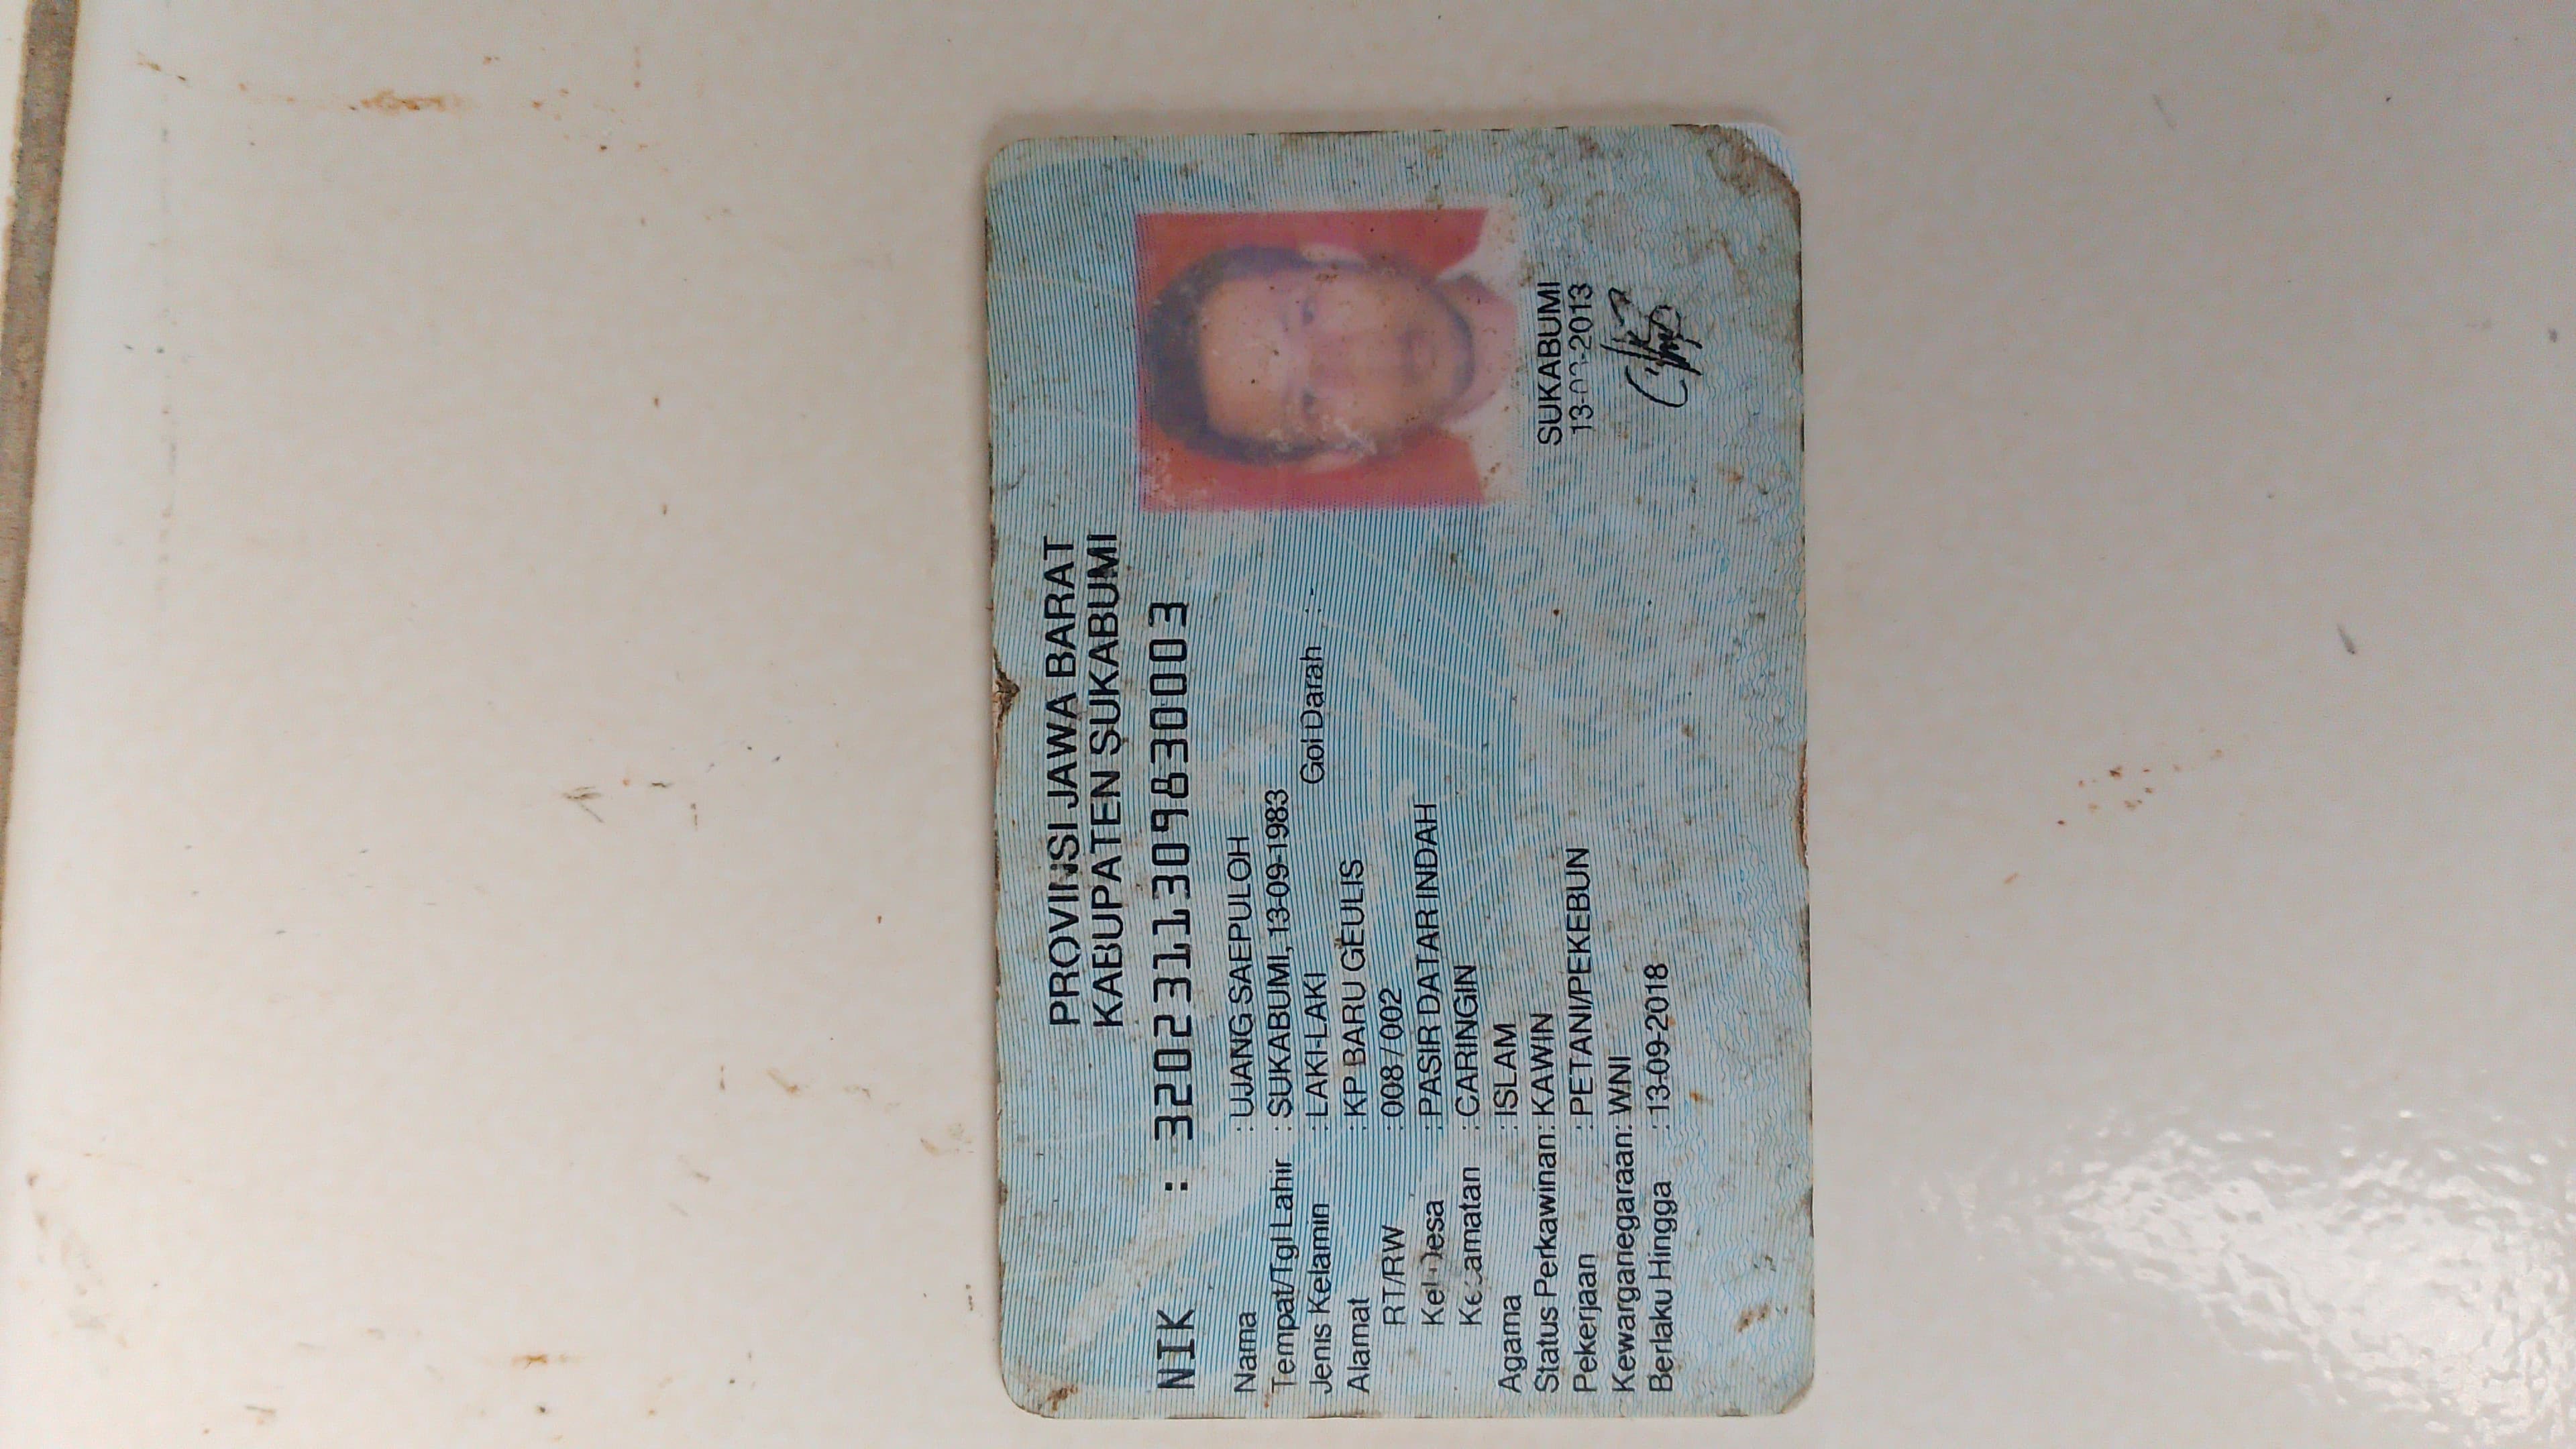 PROVINSI JAWA BARAT
KABUPATEN SUKABUMI
NIK : 3202311309830003
Nama : UJANG SAEPULOH
Tempat/Tgl Lahir : SUKABUMI, 13-09-1983
Jenis Kelamin : LAKI-LAKI Gol Darah : -
Alamat : KP BARU GEULIS
RT/RW : 008 / 002
Kel/Desa : PASIR DATAR INDAH
Kecamatan : CARINGIN
Agama : ISLAM
Status Perkawinan: KAWIN
Pekerjaan : PETANI/PEKEBUN
Kewarganegaraan: WNI
Berlaku Hingga : 13-09-2018
SUKABUMI